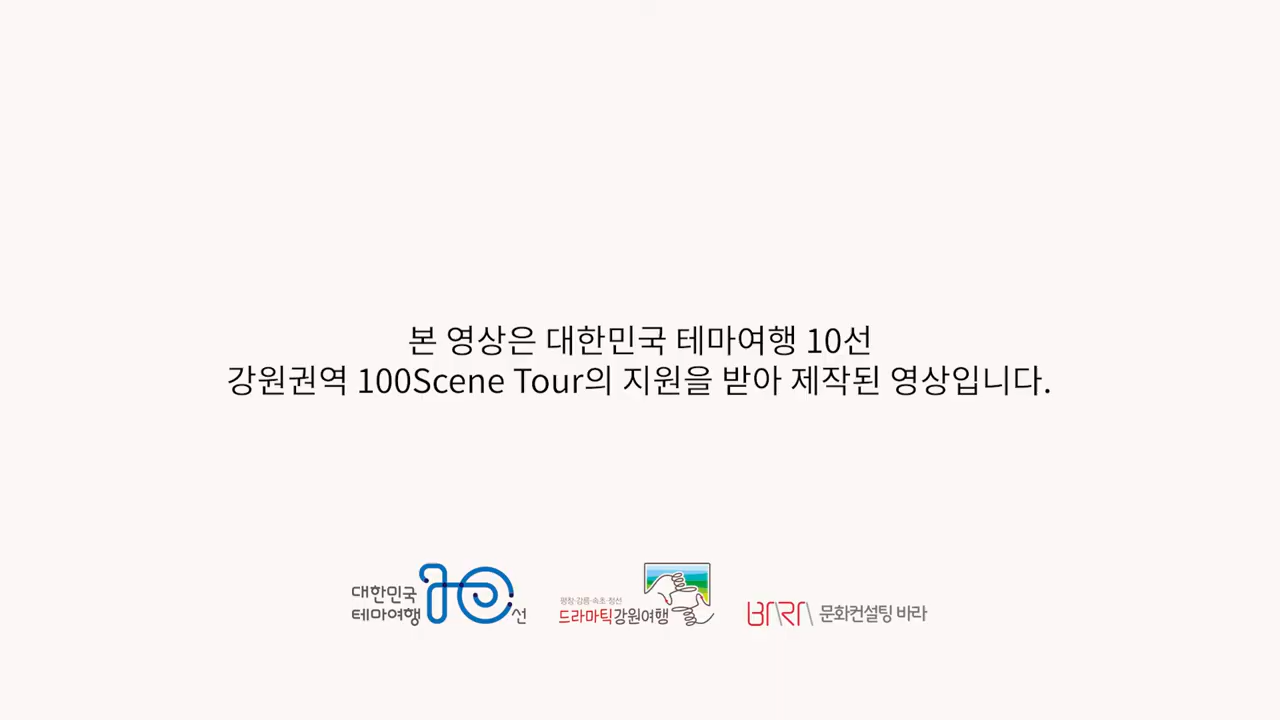 본 영상은 대한민국 테마여행 10선
강원권역 100Scene Tour의 지원을 받아 제작된 영상입니다.
대한민국
테마여행 10선
평창·강릉·속초·정선
드라마틱강원여행
BARA 문화컨설팅 바라